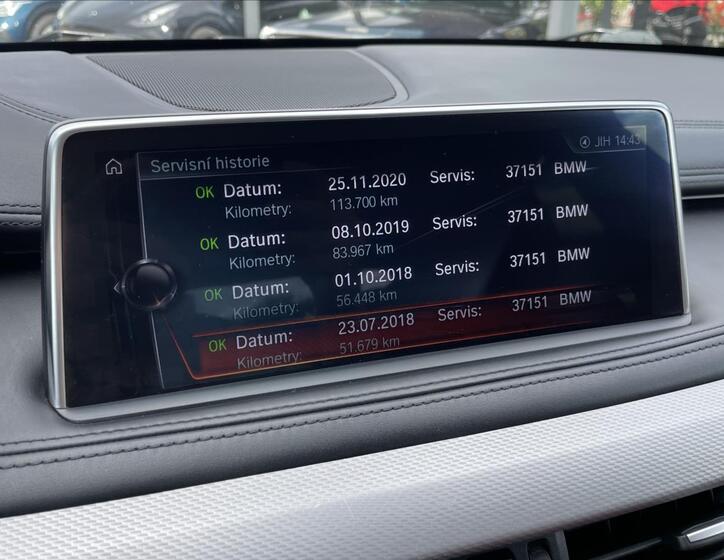 Servisní historie
JIH 14:43
OK Datum: 25.11.2020 Servis: 37151 BMW
Kilometry: 113.700 km
OK Datum: 08.10.2019 Servis: 37151 BMW
Kilometry: 83.967 km
OK Datum: 01.10.2018 Servis: 37151 BMW
Kilometry: 56.448 km
OK Datum: 23.07.2018 Servis: 37151 BMW
Kilometry: 51.679 km